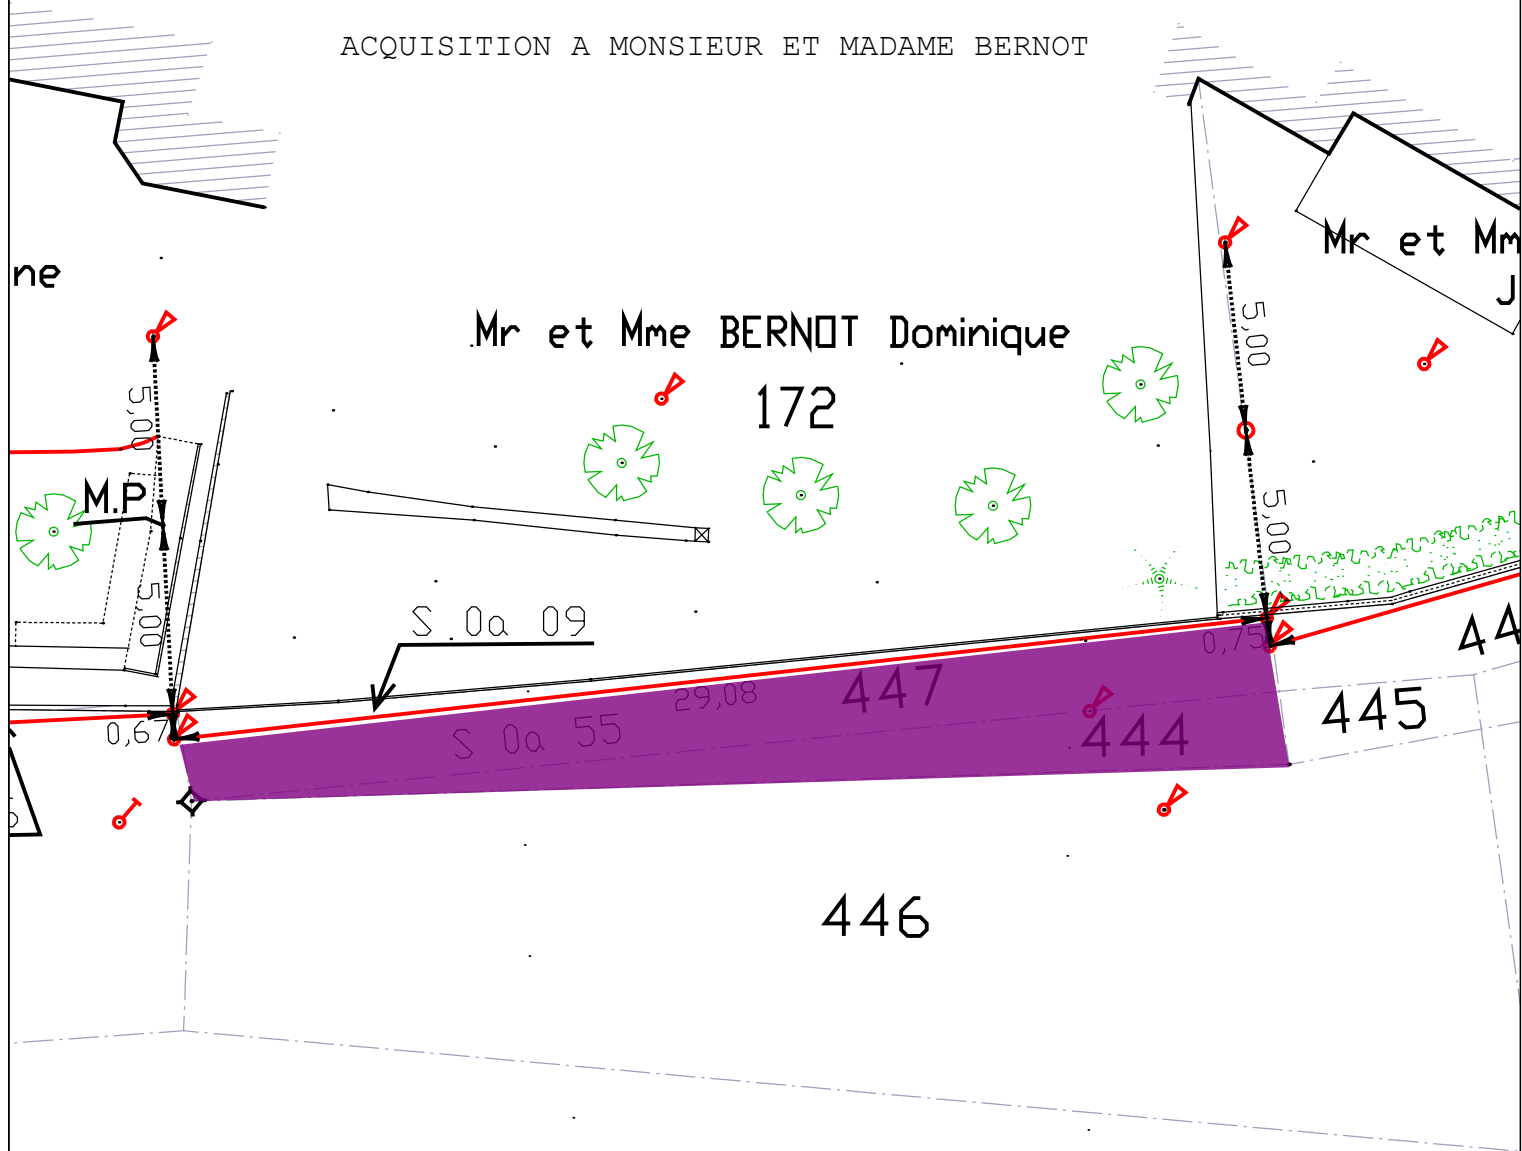 ACQUISITION A MONSIEUR ET MADAME BERNOT
Mr et Mm
ne
J
Mr et Mme BERNOT Dominique
172
5,00
5,00
M.P
5,00
5,00
S 0a 09
0,75
44
447
29,08
445
444
S 0a 55
0,67
446